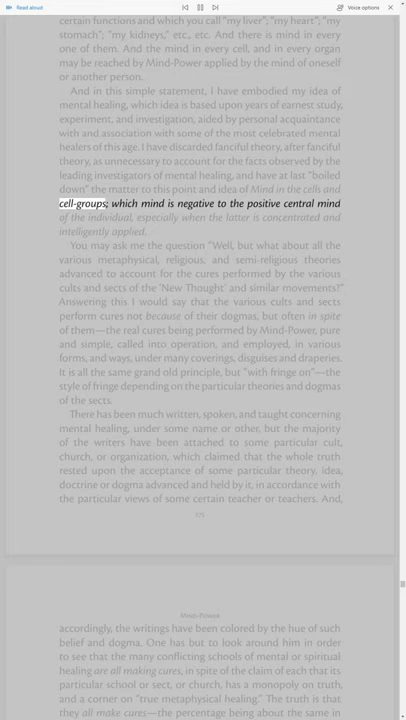 Read aloud
Voice options
certain functions and which you call “my liver”; “my heart”; “my
stomach”; “my kidneys,” etc., etc. And there is mind in every
one of them. And the mind in every cell, and in every organ
may be reached by Mind-Power applied by the mind of oneself
or another person.
And in this simple statement, I have embodied my idea of
mental healing, which idea is based upon years of earnest study,
experiment, and investigation, aided by personal acquaintance
with and association with some of the most celebrated mental
healers of this age. I have discarded fanciful theory, after fanciful
theory, as unnecessary to account for the facts observed by the
leading investigators of mental healing, and have at last “boiled
down” the matter to this point and idea of Mind in the cells and
cell-groups; which mind is negative to the positive central mind
of the individual, especially when the latter is concentrated and
intelligently applied.
You may ask me the question “Well, but what about all the
various metaphysical, religious, and semi-religious theories
advanced to account for the cures performed by the various
cults and sects of the ‘New Thought’ and similar movements?”
Answering this I would say that the various cults and sects
perform cures not because of their dogmas, but often in spite
of them—the real cures being performed by Mind-Power, pure
and simple, called into operation, and employed, in various
forms, and ways, under many coverings, disguises and draperies.
It is all the same grand old principle, but “with fringe on”—the
style of fringe depending on the particular theories and dogmas
of the sects.
There has been much written, spoken, and taught concerning
mental healing, under some name or other, but the majority
of the writers have been attached to some particular cult,
church, or organization, which claimed that the whole truth
rested upon the acceptance of some particular theory, idea,
doctrine or dogma advanced and held by it, in accordance with
the particular views of some certain teacher or teachers. And,
Mind-Power
accordingly, the writings have been colored by the hue of such
belief and dogma. One has but to look around him in order
to see that the many conflicting schools of mental or spiritual
healing are all making cures, in spite of the claim of each that its
particular school or sect, or church, has a monopoly on truth,
and a corner on “true metaphysical healing.” The truth is that
they all make cures—the percentage being about the same in